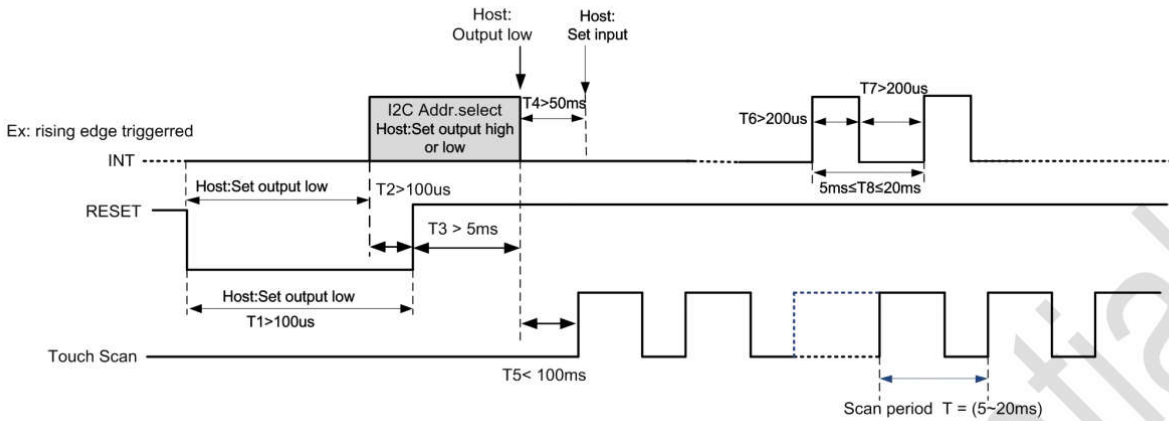 Host:
Output low
Host:
Set input
T4>50ms
I2C Addr.select
Host:Set output high
or low
T7>200us
T6>200us
Ex: rising edge triggerred
INT
5ms≤T8≤20ms
Host:Set output low
T2>100us
RESET
T3 > 5ms
Host:Set output low
T1>100us
Touch Scan
T5< 100ms
Scan period T = (5~20ms)